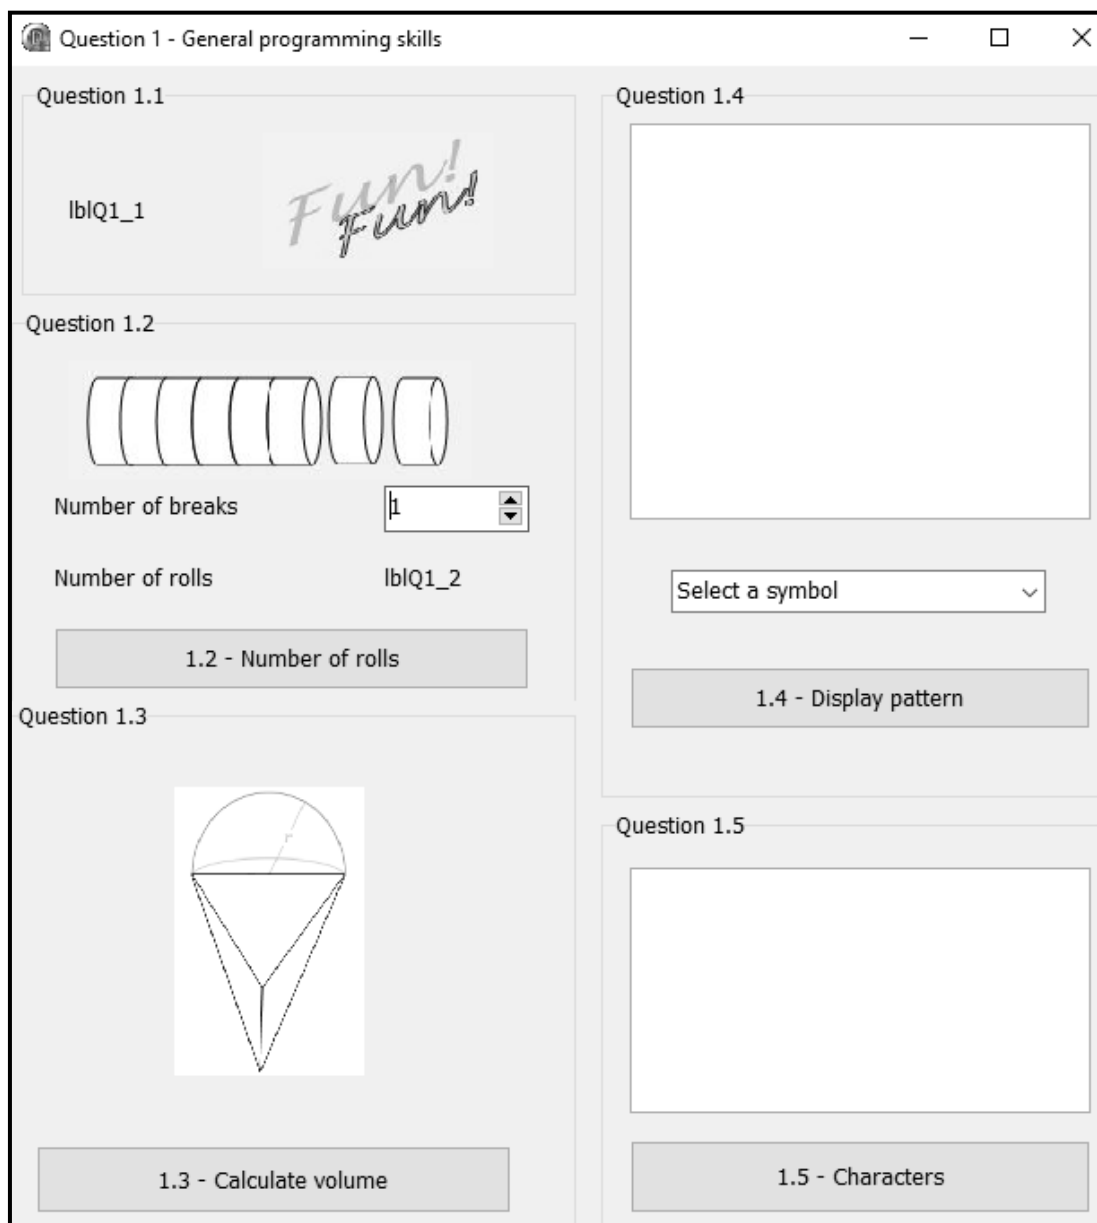 Question 1 - General programming skills
Question 1.1
lblQ1_1
Fun!
Fun!
Question 1.2
Number of breaks
1
Number of rolls
lblQ1_2
1.2 - Number of rolls
Question 1.3
r
1.3 - Calculate volume
Question 1.4
Select a symbol
1.4 - Display pattern
Question 1.5
1.5 - Characters